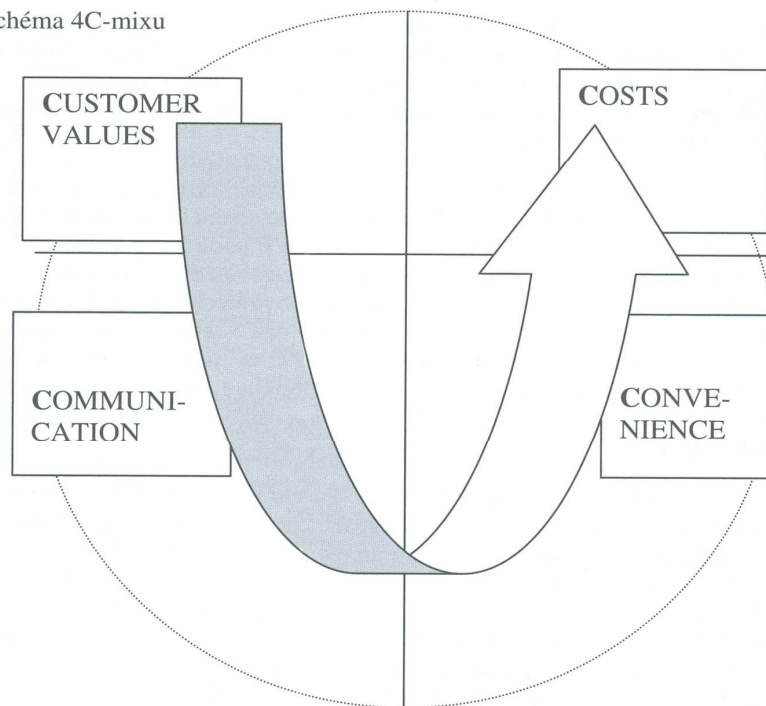 chéma 4C-mixu
CUSTOMER
VALUES
COSTS
COMMUNI-
CATION
CONVE-
NIENCE